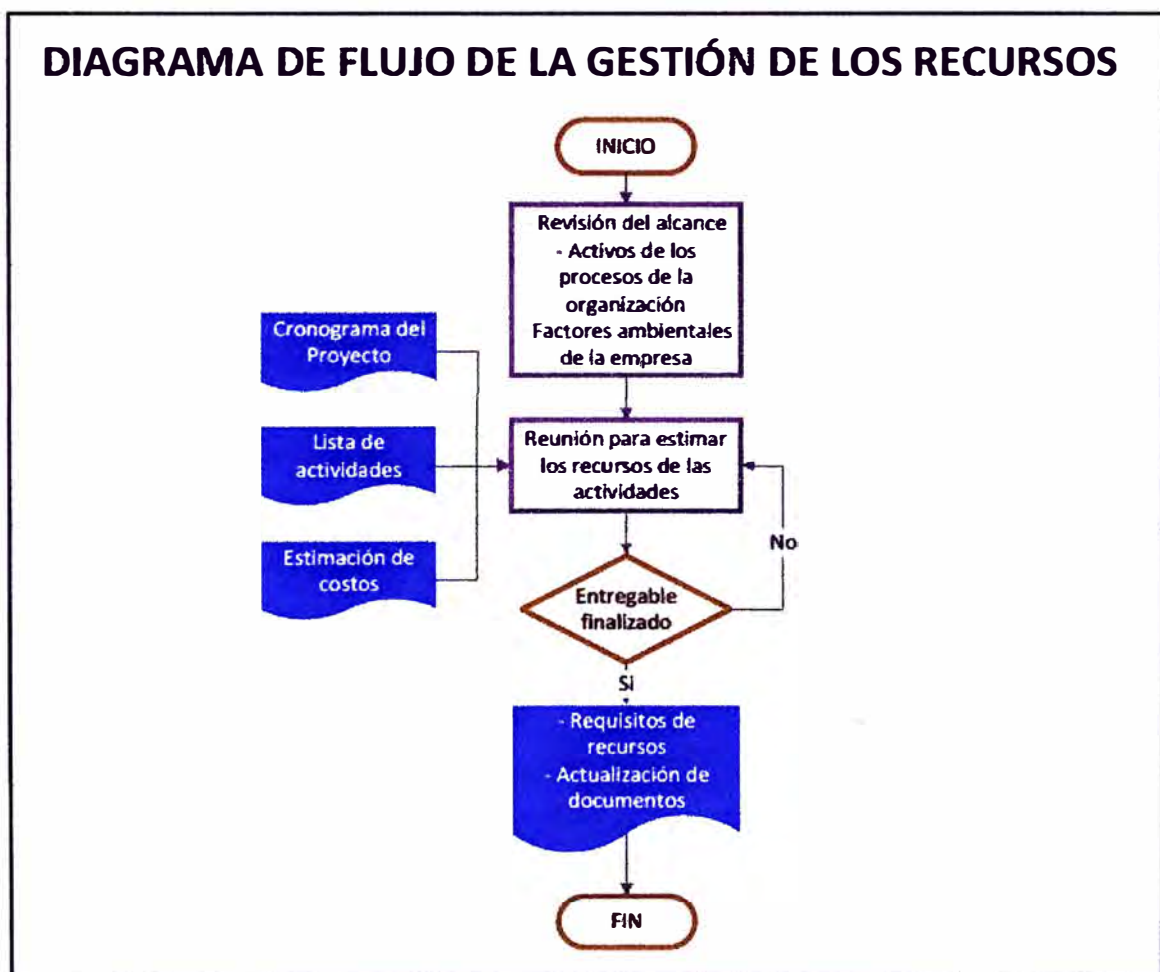 DIAGRAMA DE FLUJO DE LA GESTIÓN DE LOS RECURSOS
INICIO
Revisión del alcance
- Activos de los
procesos de la
organización
Factores ambientales
de la empresa
Cronograma del
Proyecto
Lista de
actividades
Estimación de
costos
Reunión para estimar
los recursos de las
actividades
No
Entregable
finalizado
Si
- Requisitos de
recursos
- Actualización de
documentos
FIN